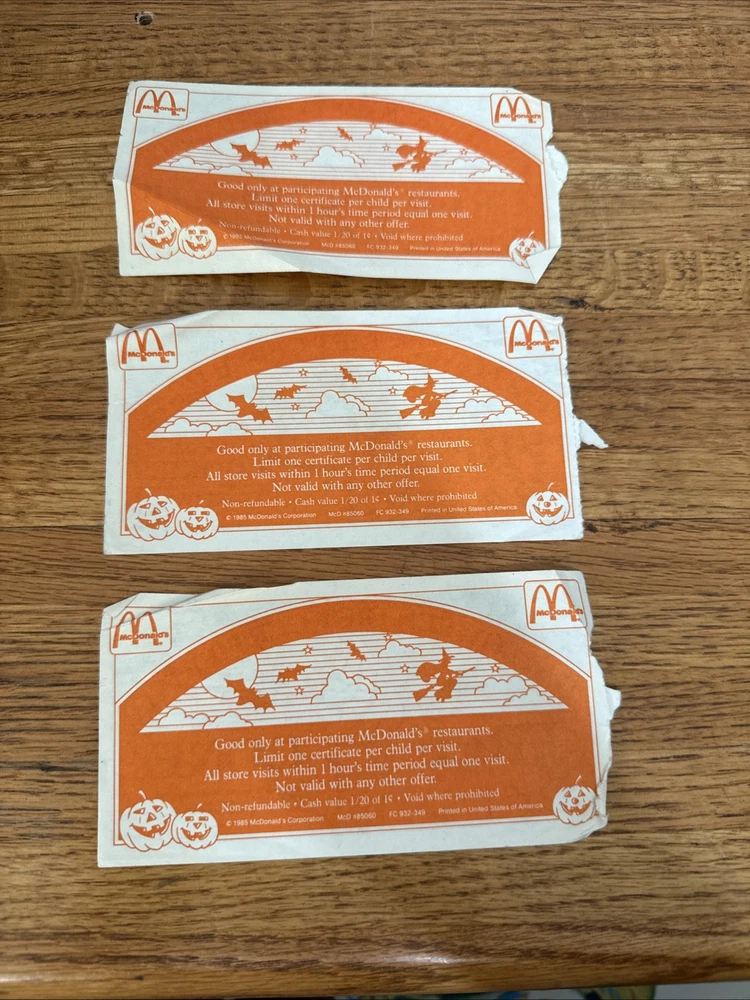 McDonald's
McDonald's
Good only at participating McDonald's® restaurants.
Limit one certificate per child per visit.
All store visits within 1 hour's time period equal one visit.
Not valid with any other offer.
Non-refundable • Cash value 1/20 of 1¢ • Void where prohibited
© 1985 McDonald's Corporation McD #85060 FC 932-349 Printed in United States of America
McDonald's
McDonald's
Good only at participating McDonald's® restaurants.
Limit one certificate per child per visit.
All store visits within 1 hour's time period equal one visit.
Not valid with any other offer.
Non-refundable • Cash value 1/20 of 1¢ • Void where prohibited
© 1985 McDonald's Corporation McD #85060 FC 932-349 Printed in United States of America
McDonald's
McDonald's
Good only at participating McDonald's® restaurants.
Limit one certificate per child per visit.
All store visits within 1 hour's time period equal one visit.
Not valid with any other offer.
Non-refundable • Cash value 1/20 of 1¢ • Void where prohibited
© 1985 McDonald's Corporation McD #85060 FC 932-349 Printed in United States of America